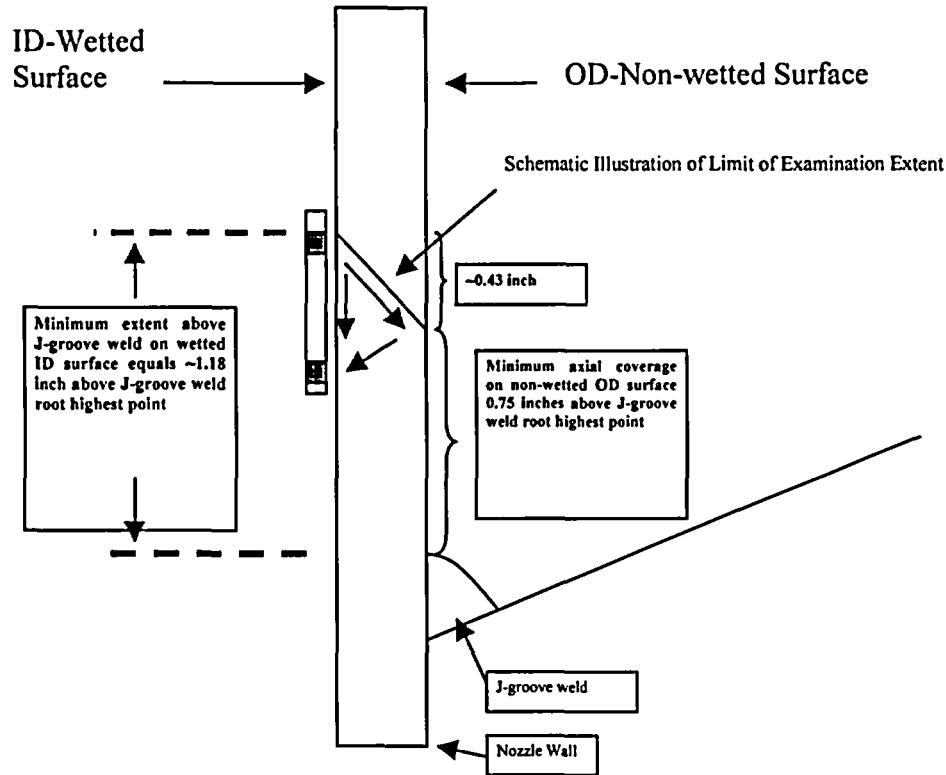 ID-Wetted
Surface
OD-Non-wetted Surface
Schematic Illustration of Limit of Examination Extent
~0.43 inch
Minimum extent above
J-groove weld on wetted
ID surface equals ~1.18
inch above J-groove weld
root highest point
Minimum axial coverage
on non-wetted OD surface
0.75 inches above J-groove
weld root highest point
J-groove weld
Nozzle Wall